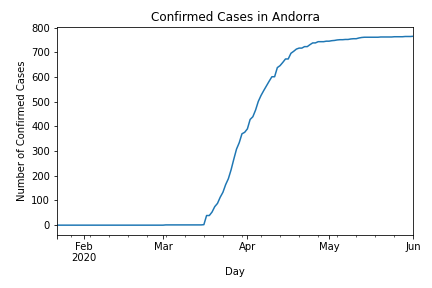 Confirmed Cases in Andorra
800
700
600
500
400
300
200
100
0
Number of Confirmed Cases
Feb
2020
Mar
Apr
May
Jun
Day